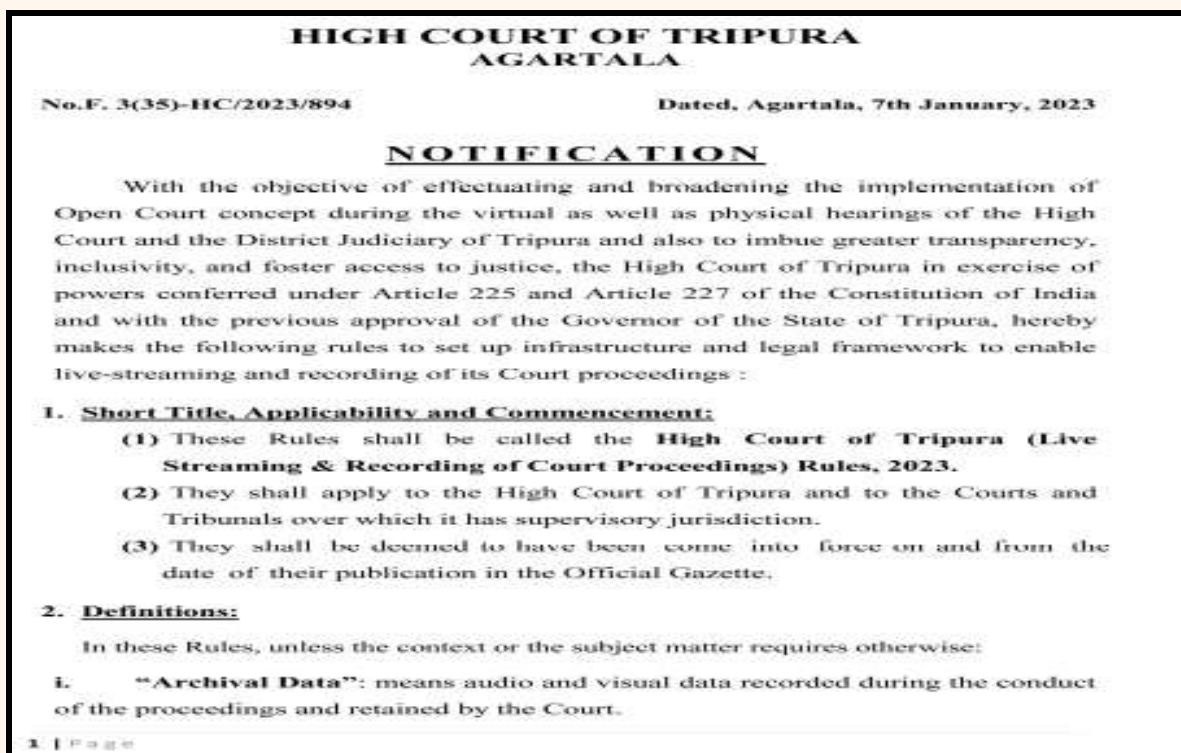 HIGH COURT OF TRIPURA
AGARTALA
No.F. 3(35)-HC/2023/894 Dated, Agartala, 7th January, 2023
NOTIFICATION
With the objective of effectuating and broadening the implementation of
Open Court concept during the virtual as well as physical hearings of the High
Court and the District Judiciary of Tripura and also to imbue greater transparency,
inclusivity, and foster access to justice, the High Court of Tripura in exercise of
powers conferred under Article 225 and Article 227 of the Constitution of India
and with the previous approval of the Governor of the State of Tripura, hereby
makes the following rules to set up infrastructure and legal framework to enable
live-streaming and recording of its Court proceedings :
1. Short Title, Applicability and Commencement:
(1) These Rules shall be called the High Court of Tripura (Live
Streaming & Recording of Court Proceedings) Rules, 2023.
(2) They shall apply to the High Court of Tripura and to the Courts and
Tribunals over which it has supervisory jurisdiction.
(3) They shall be deemed to have been come into force on and from the
date of their publication in the Official Gazette.
2. Definitions:
In these Rules, unless the context or the subject matter requires otherwise:
i. "Archival Data": means audio and visual data recorded during the conduct
of the proceedings and retained by the Court.
1 | Page